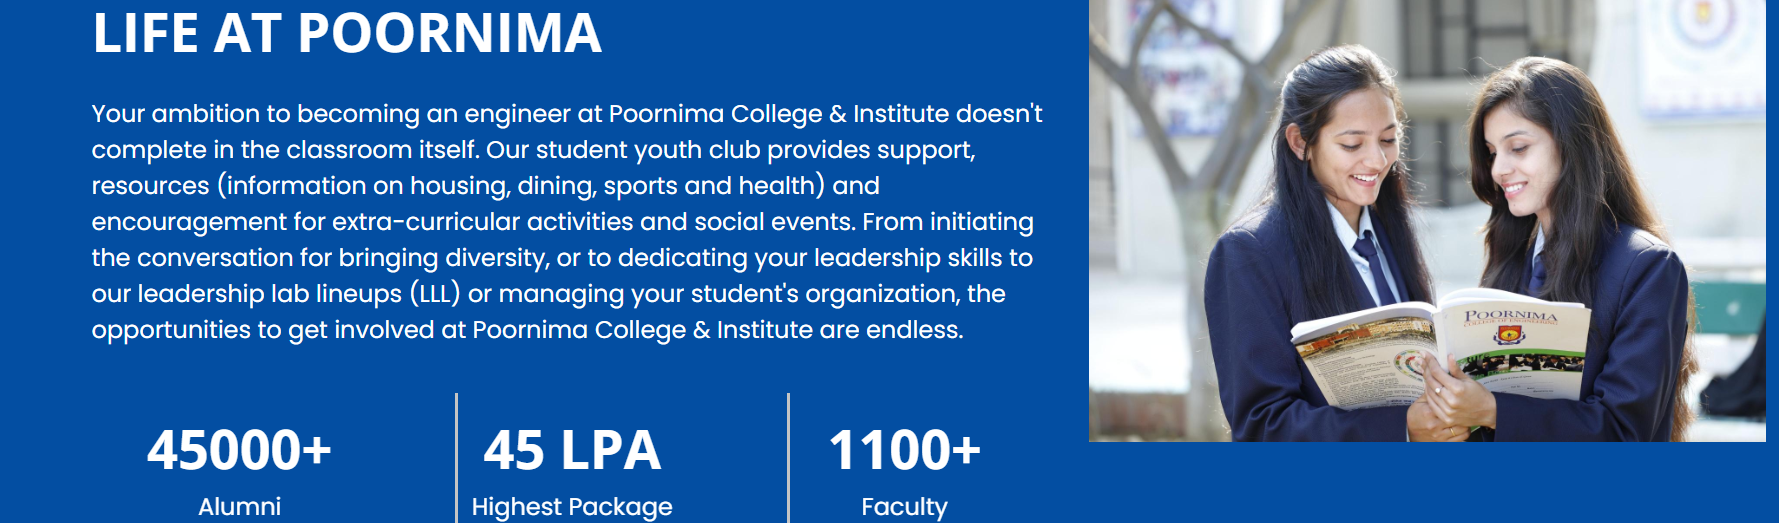 LIFE AT POORNIMA
Your ambition to becoming an engineer at Poornima College & Institute doesn't
complete in the classroom itself. Our student youth club provides support,
resources (information on housing, dining, sports and health) and
encouragement for extra-curricular activities and social events. From initiating
the conversation for bringing diversity, or to dedicating your leadership skills to
our leadership lab lineups (LLL) or managing your student's organization, the
opportunities to get involved at Poornima College & Institute are endless.
45000+
Alumni
45 LPA
Highest Package
1100+
Faculty
POORNIMA
COLLEGE OF ENGINEERING